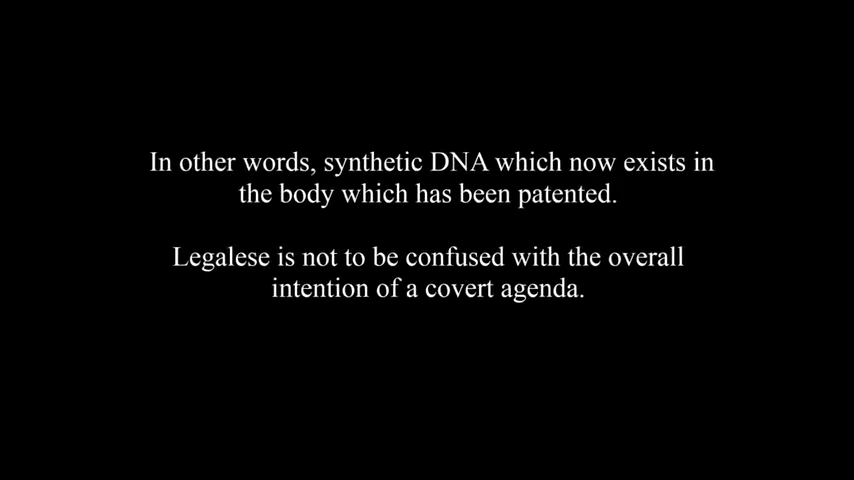 In other words, synthetic DNA which now exists in
the body which has been patented.
Legalese is not to be confused with the overall
intention of a covert agenda.